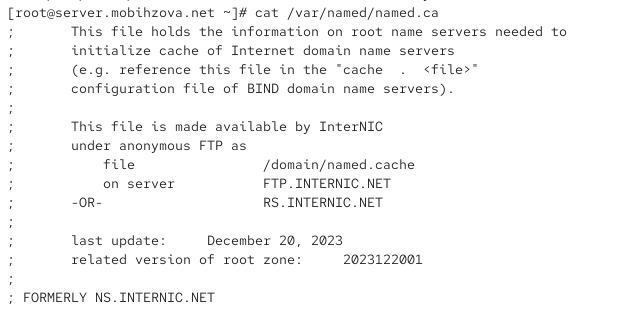 [root@server.mobihzova.net ~]# cat /var/named/named.ca
;       This file holds the information on root name servers needed to
;       initialize cache of Internet domain name servers
;       (e.g. reference this file in the "cache  .  <file>"
;       configuration file of BIND domain name servers).
;
;       This file is made available by InterNIC
;       under anonymous FTP as
;           file                /domain/named.cache
;           on server           FTP.INTERNIC.NET
;       -OR-                    RS.INTERNIC.NET
;
;       last update:     December 20, 2023
;       related version of root zone:     2023122001
;
; FORMERLY NS.INTERNIC.NET